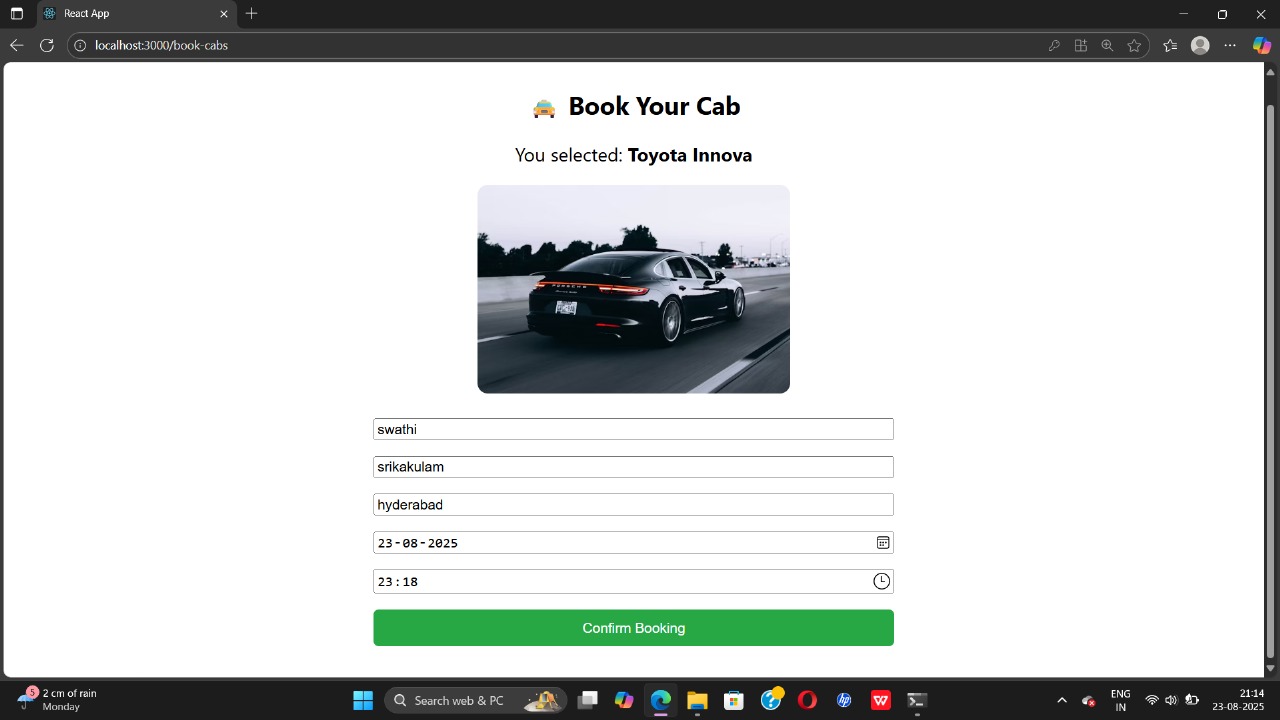 React App
localhost:3000/book-cabs
Book Your Cab
You selected: Toyota Innova
PORSCHE
swathi
srikakulam
hyderabad
23-08-2025
23:18
Confirm Booking
5
2 cm of rain
Monday
Search web & PC
hp
W
ENG
IN
21:14
23-08-2025